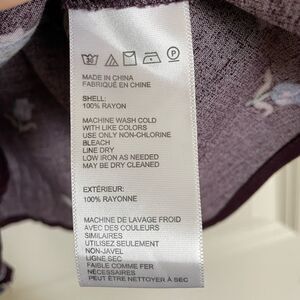 MADE IN CHINA
FABRIQUÉ EN CHINE
SHELL:
100% RAYON
MACHINE WASH COLD
WITH LIKE COLORS
USE ONLY NON-CHLORINE
BLEACH
LINE DRY
LOW IRON AS NEEDED
MAY BE DRY CLEANED
EXTÉRIEUR:
100% RAYONNE
MACHINE DE LAVAGE FROID
AVEC DES COULEURS
SIMILAIRES
UTILISEZ SEULEMENT
NON-JAVEL
LIGNE SEC
FAIBLE COMME FER
NÉCESSAIRES
PEUT ÊTRE NETTOYER À SEC